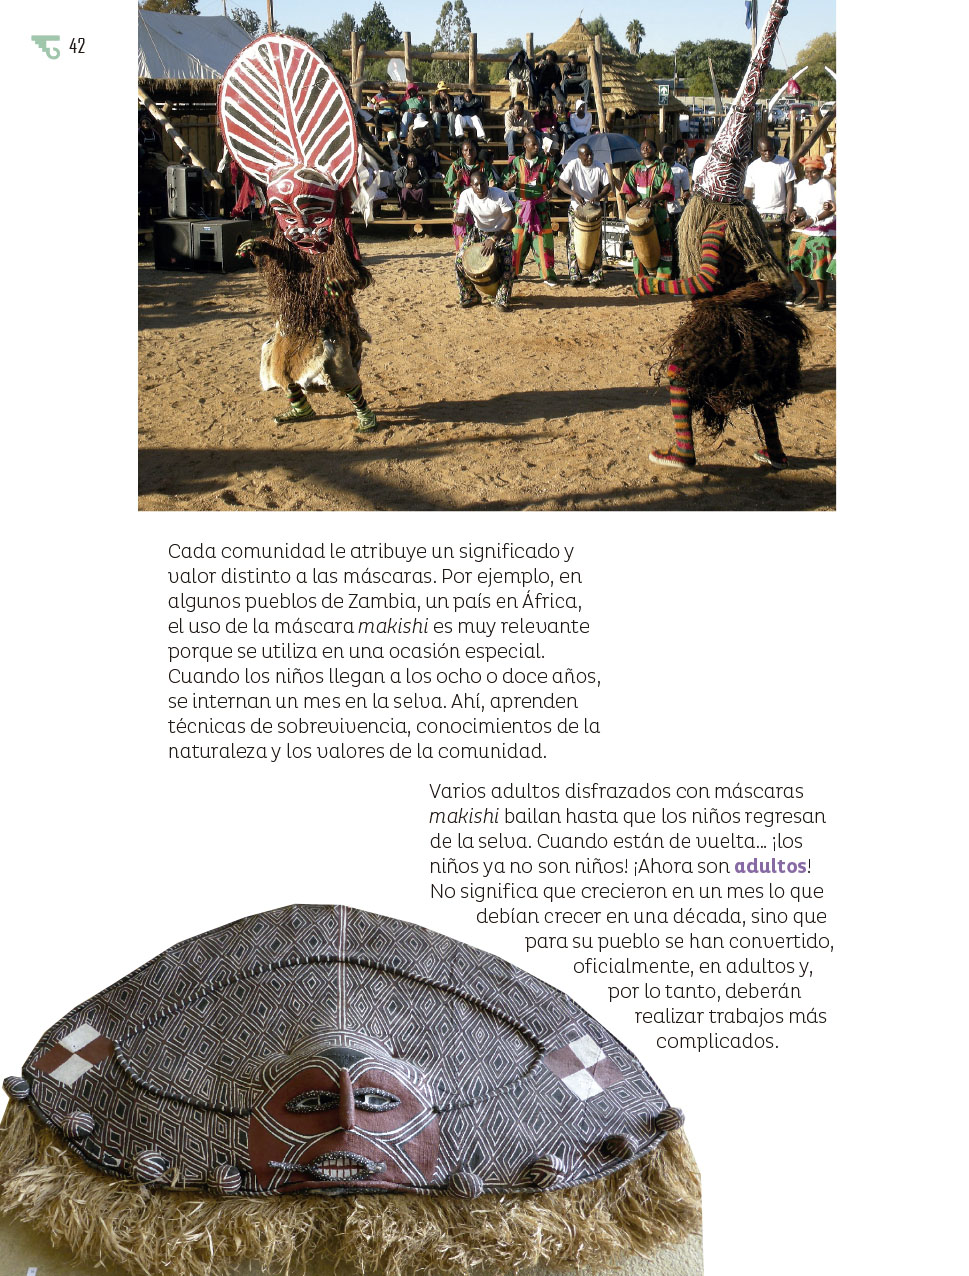 42
Cada comunidad le atribuye un significado y
valor distinto a las máscaras. Por ejemplo, en
algunos pueblos de Zambia, un país en África,
el uso de la máscara makishi es muy relevante
porque se utiliza en una ocasión especial.
Cuando los niños llegan a los ocho o doce años,
se internan un mes en la selva. Ahí, aprenden
técnicas de sobrevivencia, conocimientos de la
naturaleza y los valores de la comunidad.
Varios adultos disfrazados con máscaras
makishi bailan hasta que los niños regresan
de la selva. Cuando están de vuelta... ¡los
niños ya no son niños! ¡Ahora son adultos!
No significa que crecieron en un mes lo que
debían crecer en una década, sino que
para su pueblo se han convertido,
oficialmente, en adultos y,
por lo tanto, deberán
realizar trabajos más
complicados.